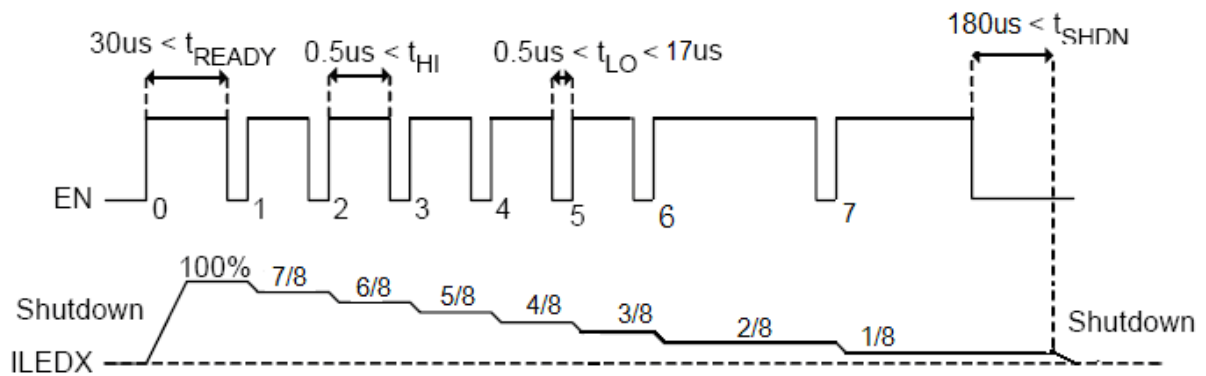 30us < tREADY 0.5us < tHI 0.5us < tLO < 17us 180us < tSHDN
EN 0 1 2 3 4 5 6 7
100% 7/8 6/8 5/8 4/8 3/8 2/8 1/8
Shutdown Shutdown
ILEDX